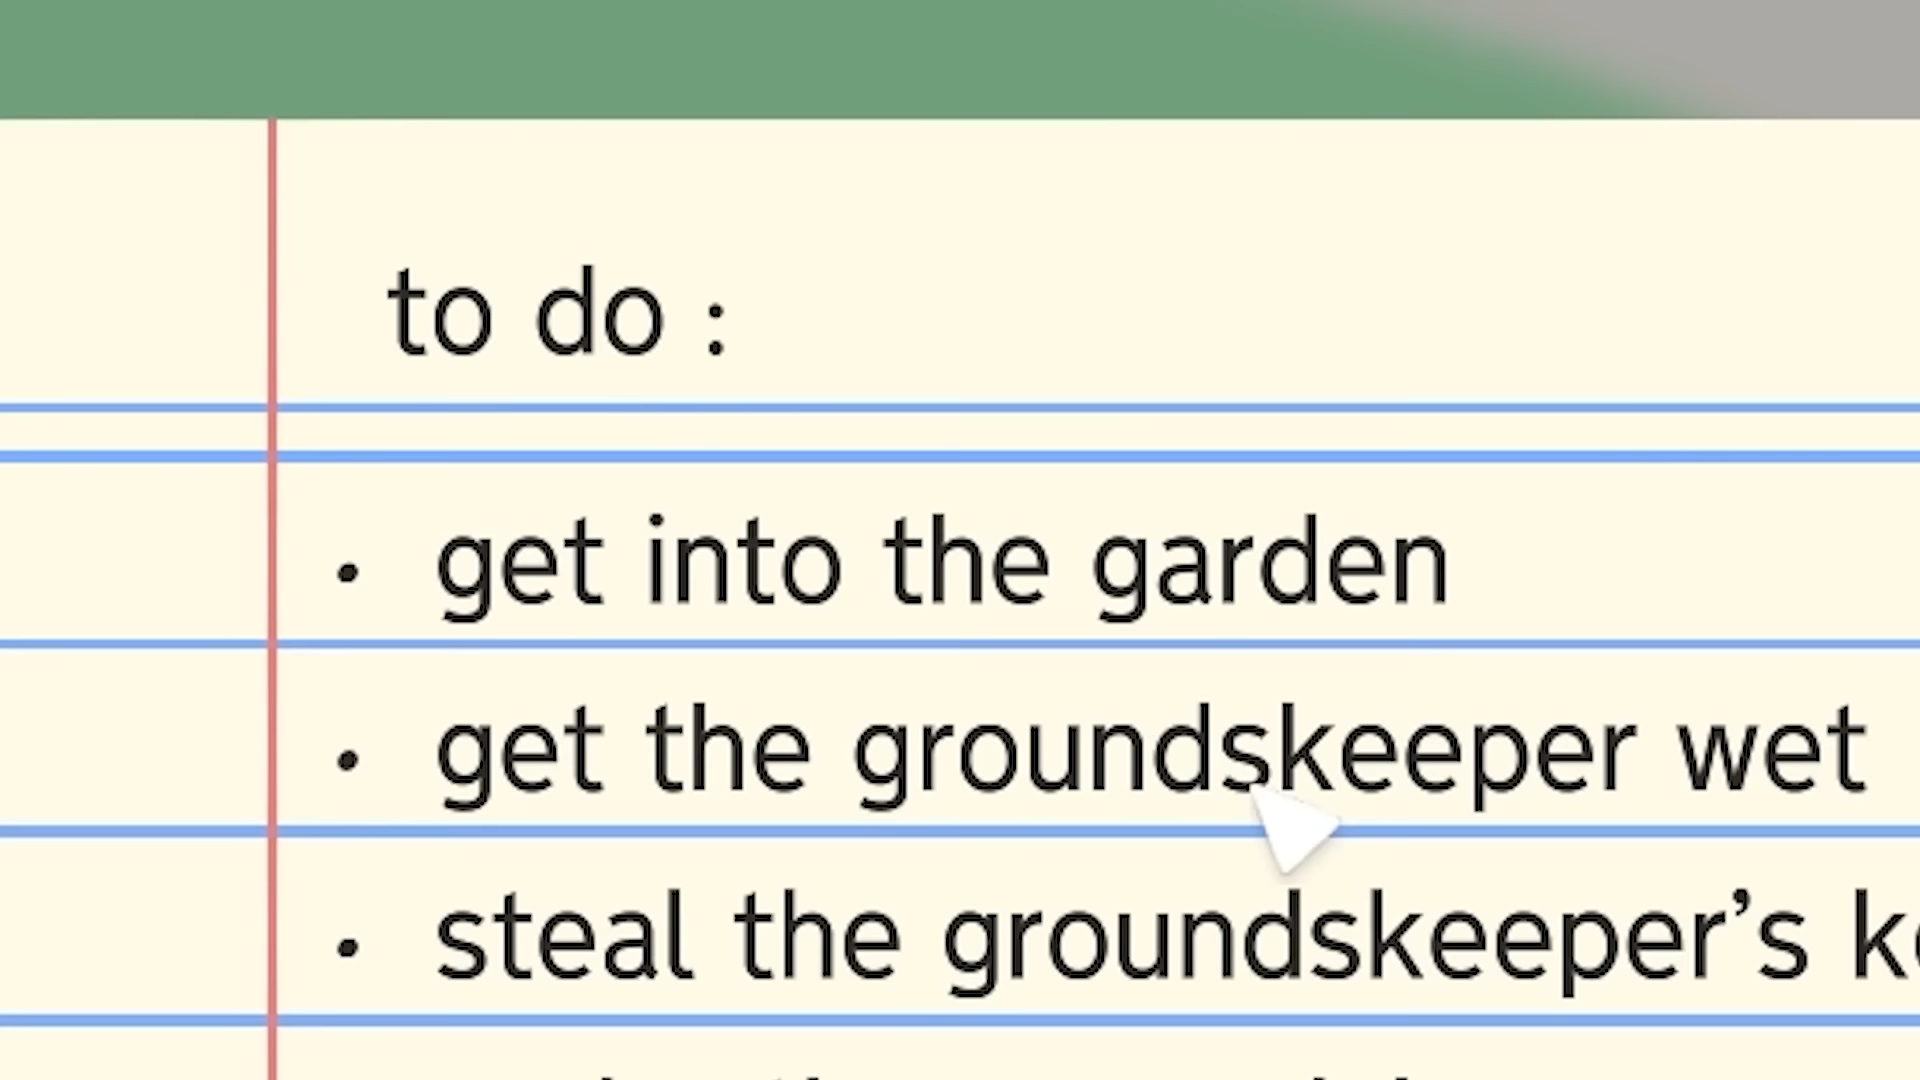 to do :
• get into the garden
• get the groundskeeper wet
• steal the groundskeeper’s